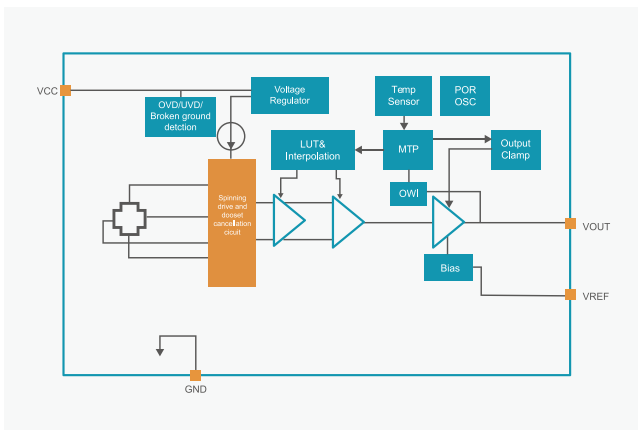 VCC
OVD/UVD/
Broken ground
detction
Voltage
Regulator
Temp
Sensor
POR
OSC
LUT&
Interpolation
MTP
Output
Clamp
OWI
Spinning
drive and
dooset
cancellation
cicuit
VOUT
Bias
VREF
GND